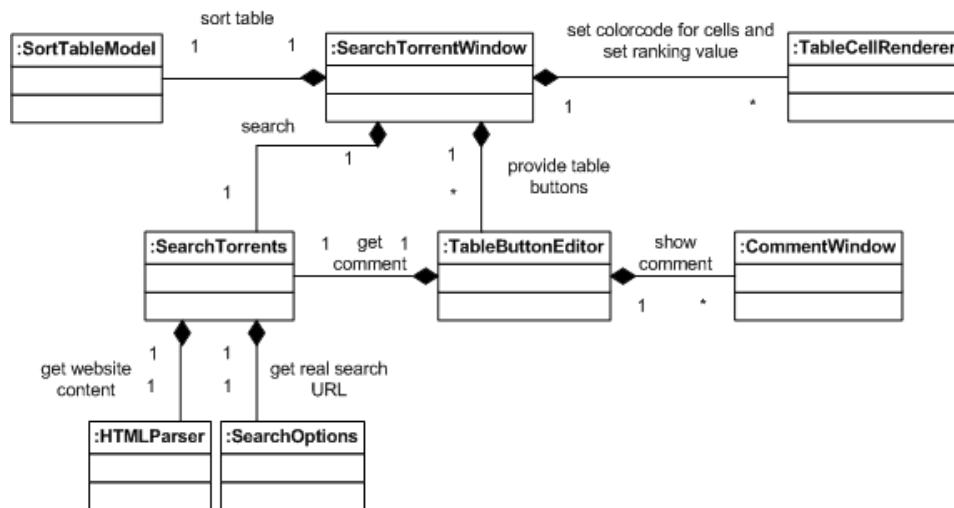 sort table
:SortTableModel
1
1
:SearchTorrentWindow
set colorcode for cells and
set ranking value
:TableCellRenderer
1
*
search
1
1
1
*
provide table
buttons
:SearchTorrents
1
get
comment
1
:TableButtonEditor
show
comment
:CommentWindow
1
*
get website
content
1
1
1
1
get real search
URL
:HTMLParser
:SearchOptions